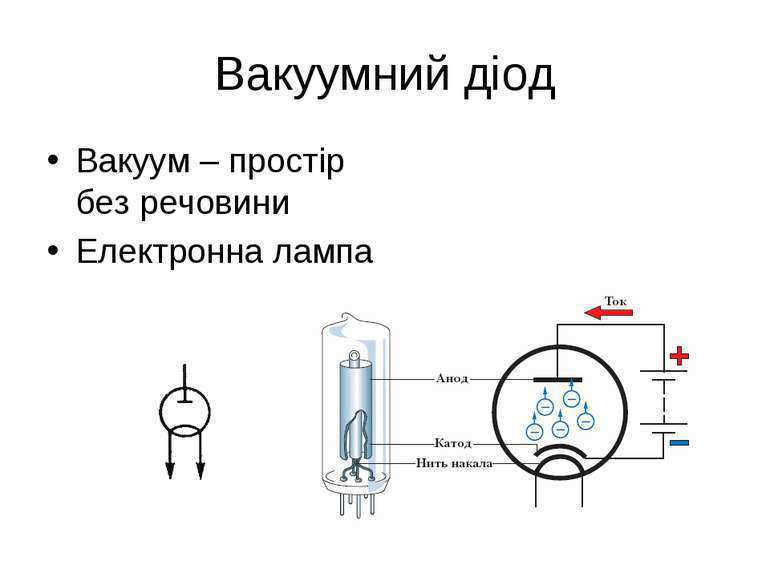 Вакуумний діод
• Вакуум – простір
без речовини
• Електронна лампа
Ток
Анод
Катод
Нить накала